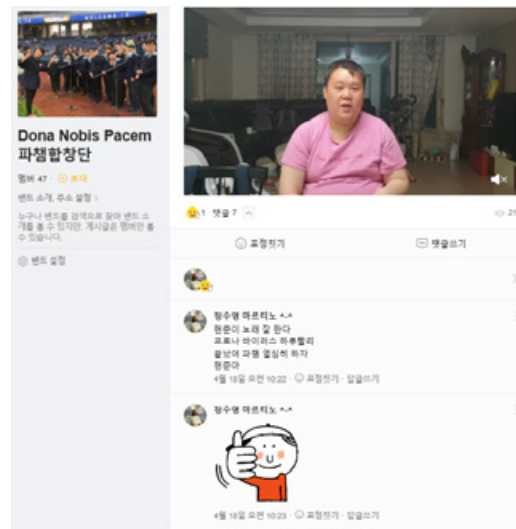 Dona Nobis Pacem
파챔합창단
멤버 47 · 초대
밴드 소개, 주소 설정 >
누구나 밴드를 검색으로 찾아 밴드 소
개를 볼 수 있지만, 게시글은 멤버만 볼
수 있습니다.
밴드 설정
1 댓글 7
표정짓기
댓글쓰기
정수영 마르티노 ^.^
현준이 노래 잘 한다
코로나 바이러스 하루빨리
끝났어 파챔 열심히 하자
현준아
4월 18일 오전 10:22 · 표정짓기 · 답글쓰기
정수영 마르티노 ^.^
4월 18일 오전 10:23 · 표정짓기 · 답글쓰기